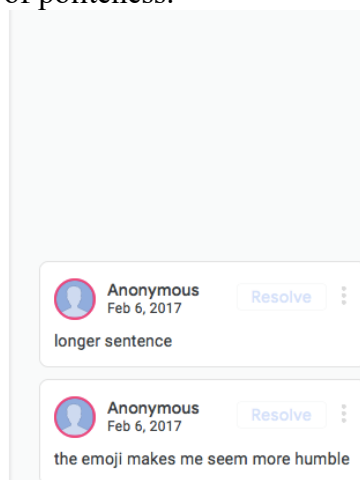 of politeness.
Anonymous
Resolve
Feb 6, 2017
longer sentence
Anonymous
Resolve
Feb 6, 2017
the emoji makes me seem more humble